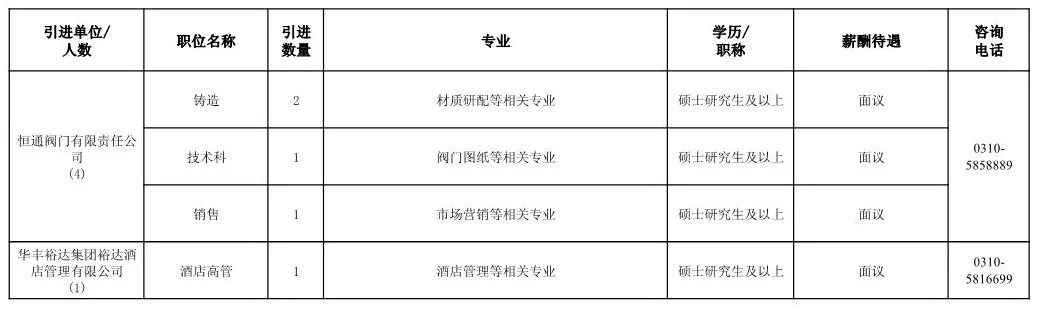 引进单位/
人数
职位名称
引进
数量
专业
学历/
职称
薪酬待遇
咨询
电话
恒通阀门有限责任公
司
(4)
铸造
2
材质研配等相关专业
硕士研究生及以上
面议
0310-
5858889
技术科
1
阀门图纸等相关专业
硕士研究生及以上
面议
销售
1
市场营销等相关专业
硕士研究生及以上
面议
华丰裕达集团裕达酒
店管理有限公司
(1)
酒店高管
1
酒店管理等相关专业
硕士研究生及以上
面议
0310-
5816699